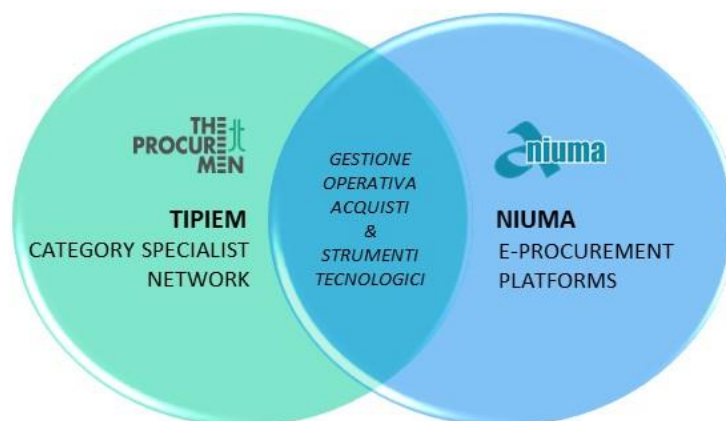 THE
PROCURE
MEN
TIPIEM
CATEGORY SPECIALIST
NETWORK
GESTIONE
OPERATIVA
ACQUISTI
&
STRUMENTI
TECNOLOGICI
niuma
NIUMA
E-PROCUREMENT
PLATFORMS